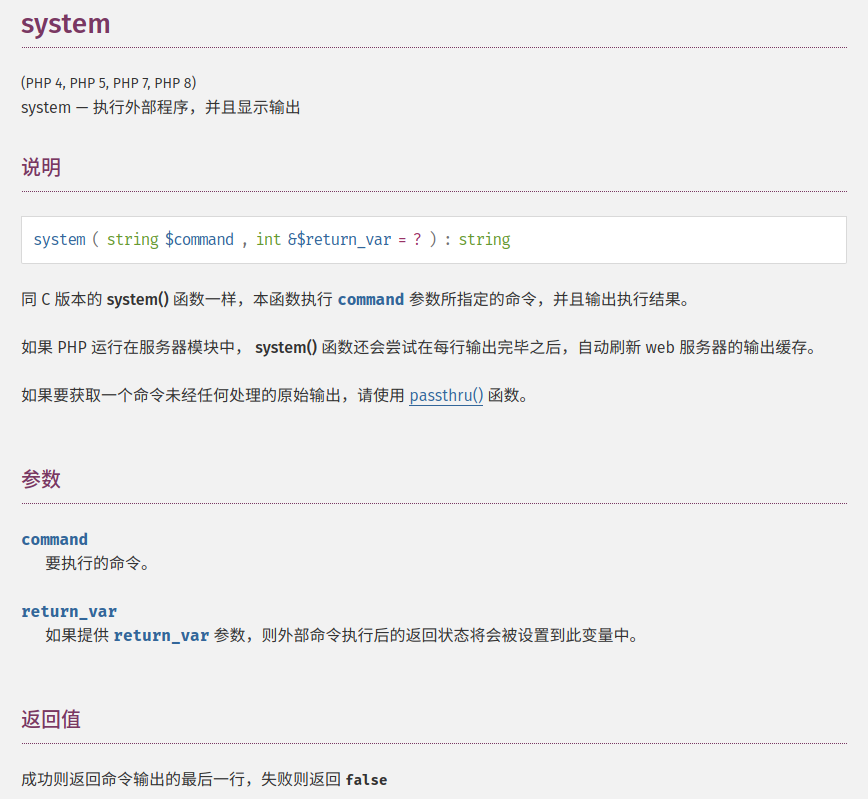 system
(PHP 4, PHP 5, PHP 7, PHP 8)
system — 执行外部程序，并且显示输出
说明
system ( string $command , int &$return_var = ? ) : string
同 C 版本的 system() 函数一样，本函数执行 command 参数所指定的命令，并且输出执行结果。
如果 PHP 运行在服务器模块中， system() 函数还会尝试在每行输出完毕之后，自动刷新 web 服务器的输出缓存。
如果要获取一个命令未经任何处理的原始输出，请使用 passthru() 函数。
参数
command
要执行的命令。
return_var
如果提供 return_var 参数，则外部命令执行后的返回状态将会被设置到此变量中。
返回值
成功则返回命令输出的最后一行，失败则返回 false